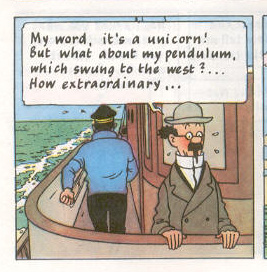 My word, it's a unicorn!
But what about my pendulum,
which swung to the west?...
How extraordinary ...